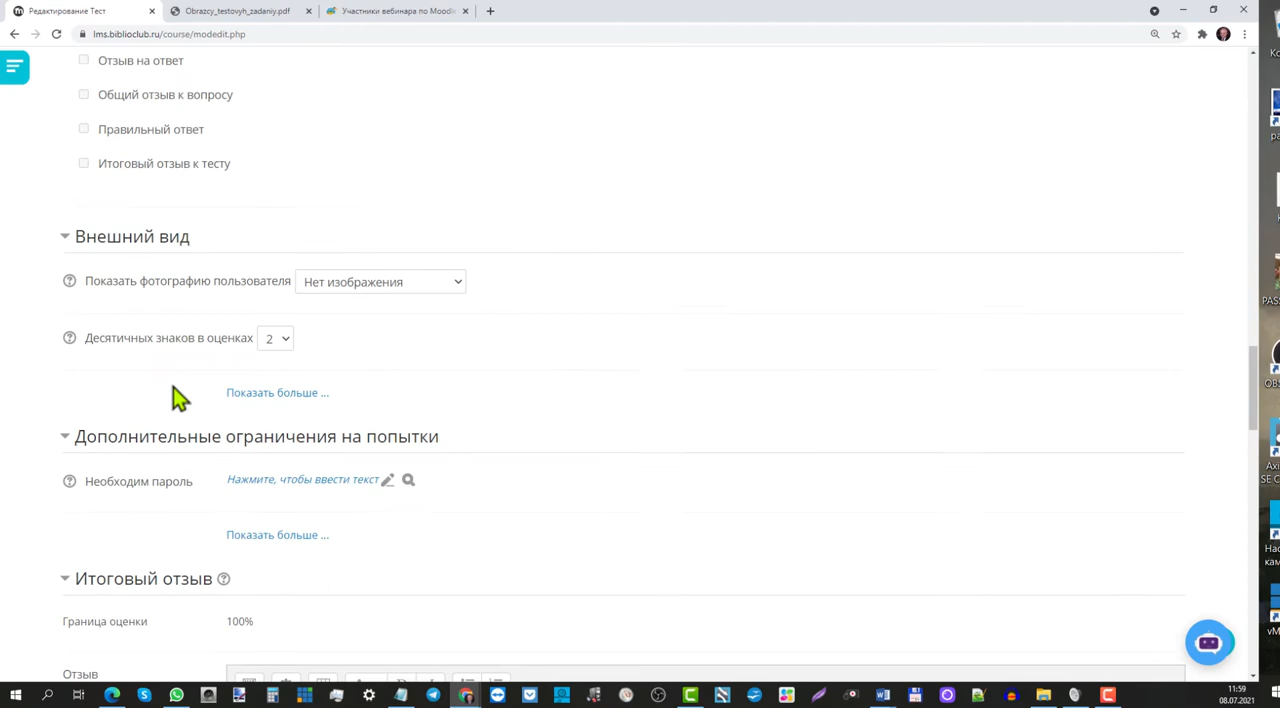 Редактирование Тест
Obrazcy_testovyh_zadaniy.pdf
Участники вебинара по Moodle
lms.biblioclub.ru/course/modedit.php
Отзыв на ответ
Общий отзыв к вопросу
Правильный ответ
Итоговый отзыв к тесту
Внешний вид
Показать фотографию пользователя Нет изображения
Десятичных знаков в оценках 2
Показать больше ...
Дополнительные ограничения на попытки
Необходим пароль Нажмите, чтобы ввести текст
Показать больше ...
Итоговый отзыв
Граница оценки 100%
Отзыв
11:59
08.07.2021